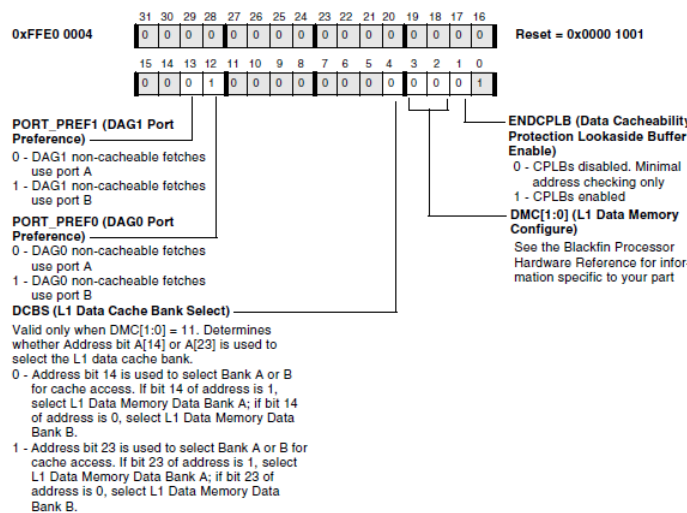 31 30 29 28 27 26 25 24 23 22 21 20 19 18 17 16
0xFFE0 0004 0 0 0 0 0 0 0 0 0 0 0 0 0 0 0 0 Reset = 0x0000 1001
15 14 13 12 11 10 9 8 7 6 5 4 3 2 1 0
0 0 0 1 0 0 0 0 0 0 0 0 0 0 0 1
PORT_PREF1 (DAG1 Port
Preference)
0 - DAG1 non-cacheable fetches
use port A
1 - DAG1 non-cacheable fetches
use port B
PORT_PREF0 (DAG0 Port
Preference)
0 - DAG0 non-cacheable fetches
use port A
1 - DAG0 non-cacheable fetches
use port B
DCBS (L1 Data Cache Bank Select)
Valid only when DMC[1:0] = 11. Determines
whether Address bit A[14] or A[23] is used to
select the L1 data cache bank.
0 - Address bit 14 is used to select Bank A or B
for cache access. If bit 14 of address is 1,
select L1 Data Memory Data Bank A; if bit 14
of address is 0, select L1 Data Memory Data
Bank B.
1 - Address bit 23 is used to select Bank A or B for
cache access. If bit 23 of address is 1, select
L1 Data Memory Data Bank A; if bit 23 of
address is 0, select L1 Data Memory Data
Bank B.
ENDCPLB (Data Cacheability
Protection Lookaside Buffer
Enable)
0 - CPLBs disabled. Minimal
address checking only
1 - CPLBs enabled
DMC[1:0] (L1 Data Memory
Configure)
See the Blackfin Processor
Hardware Reference for infor-
mation specific to your part